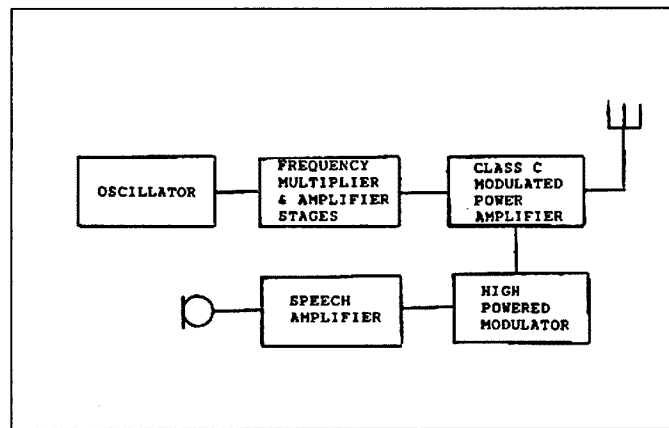 OSCILLATOR
FREQUENCY
MULTIPLIER
& AMPLIFIER
STAGES
CLASS C
MODULATED
POWER
AMPLIFIER
SPEECH
AMPLIFIER
HIGH
POWERED
MODULATOR